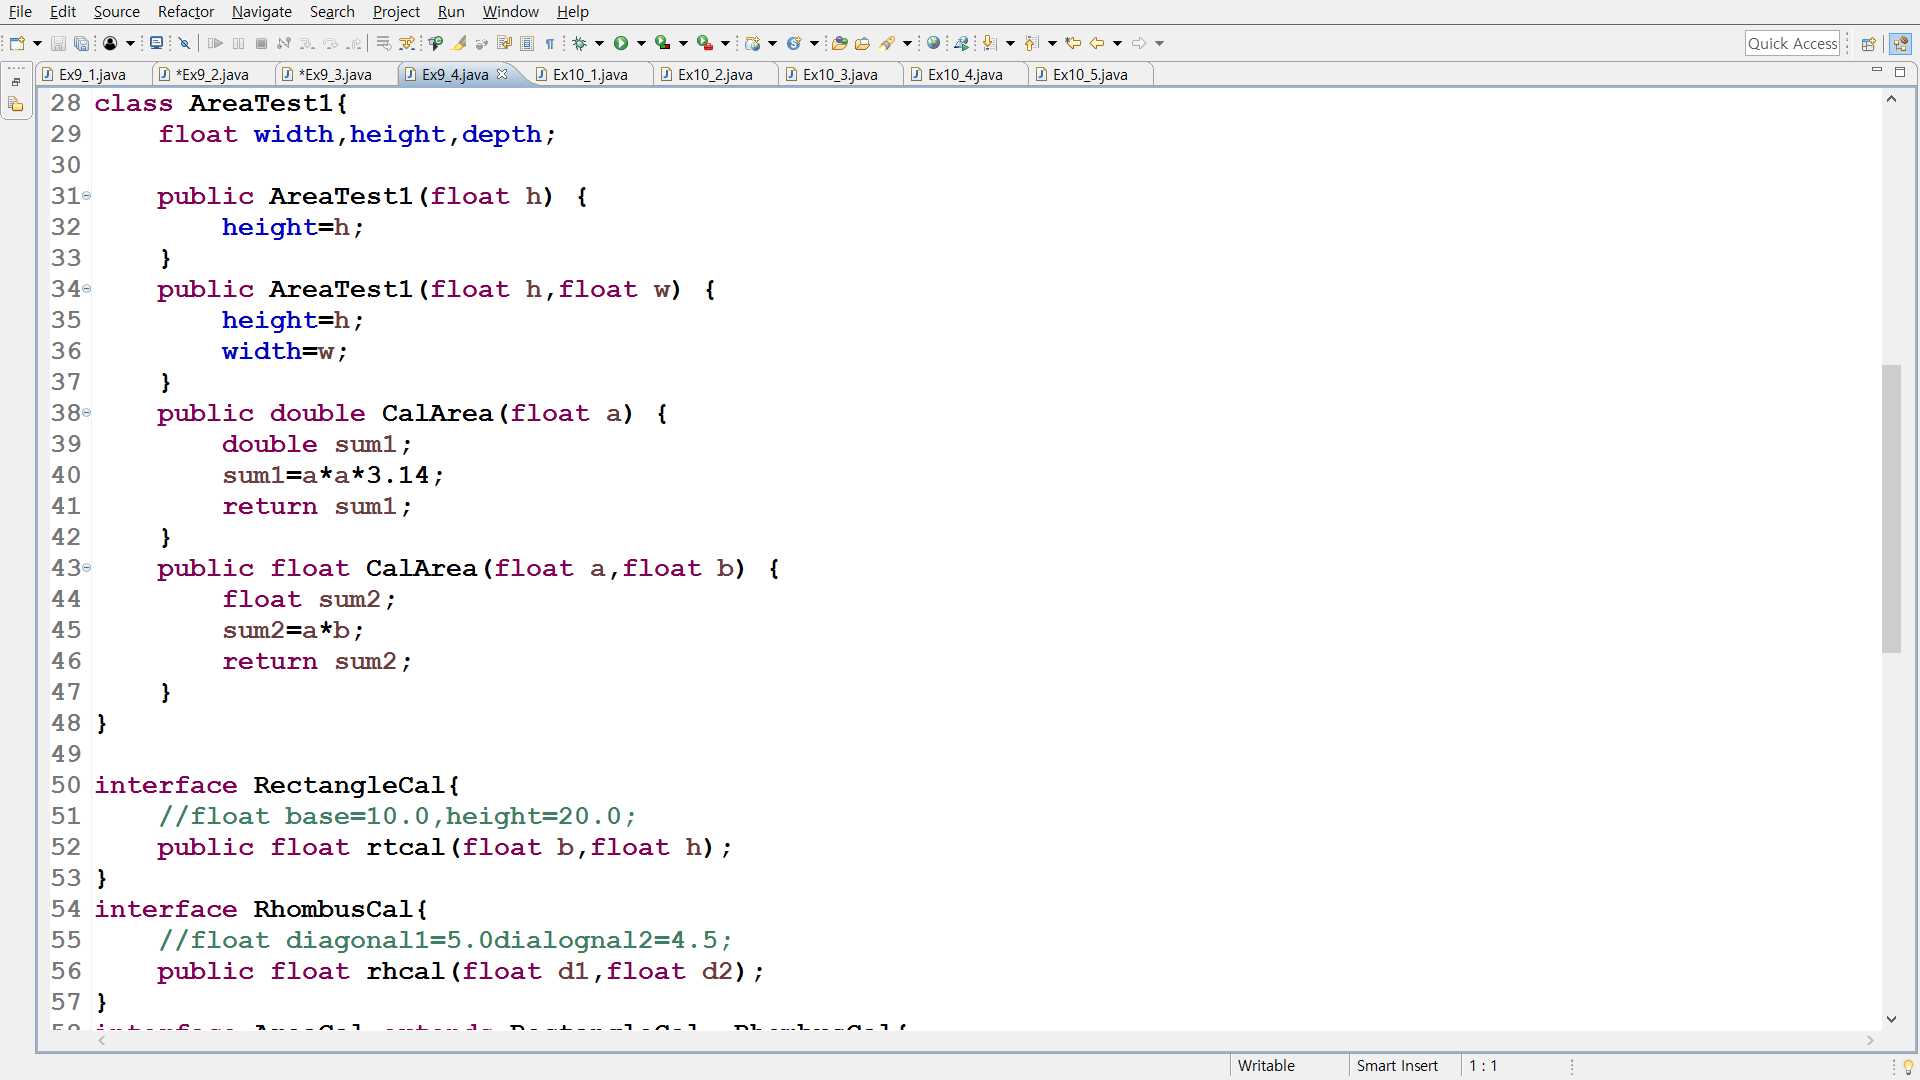 File Edit Source Refactor Navigate Search Project Run Window Help
Quick Access
Ex9_1.java *Ex9_2.java *Ex9_3.java Ex9_4.java Ex10_1.java Ex10_2.java Ex10_3.java Ex10_4.java Ex10_5.java
28 class AreaTest1{
29 float width,height,depth;
30
31 public AreaTest1(float h) {
32 height=h;
33 }
34 public AreaTest1(float h,float w) {
35 height=h;
36 width=w;
37 }
38 public double CalArea(float a) {
39 double sum1;
40 sum1=a*a*3.14;
41 return sum1;
42 }
43 public float CalArea(float a,float b) {
44 float sum2;
45 sum2=a*b;
46 return sum2;
47 }
48 }
49
50 interface RectangleCal{
51 //float base=10.0,height=20.0;
52 public float rtcal(float b,float h);
53 }
54 interface RhombusCal{
55 //float diagonal1=5.0dialognal2=4.5;
56 public float rhcal(float d1,float d2);
57 }
58 interface AreaCal extends RectangleCal, RhombusCal{
Writable Smart Insert 1 : 1